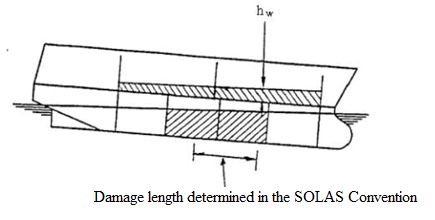 hw
Damage length determined in the SOLAS Convention